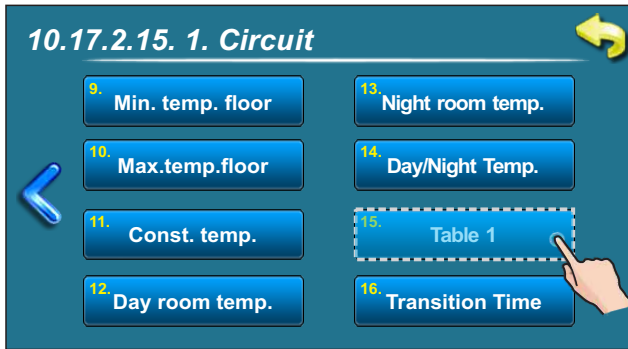 10.17.2.15. 1. Circuit
9. Min. temp. floor
10. Max.temp.floor
11. Const. temp.
12. Day room temp.
13. Night room temp.
14. Day/Night Temp.
15. Table 1
16. Transition Time